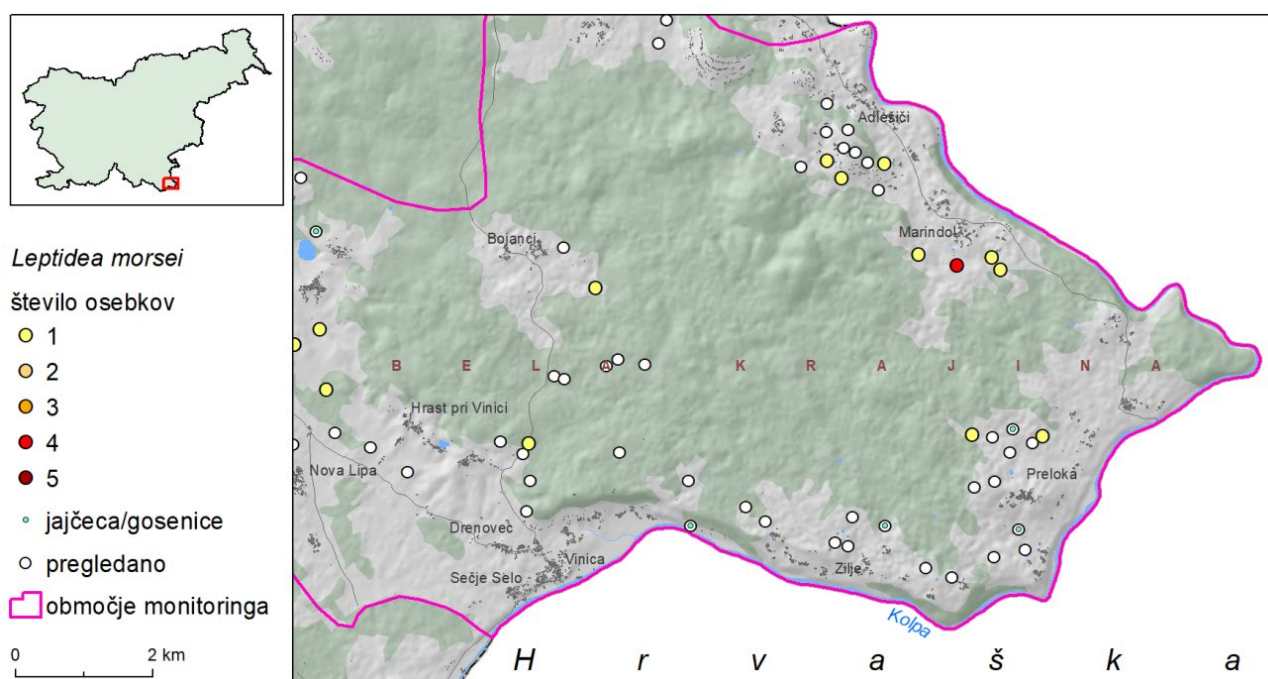 Leptidea morsei
število osebkov
1
2
3
4
5
jajčeca/gosenice
pregledano
območje monitoringa
0 2 km
Adlešiči
Marindol
Bojanci
B E L A K R A J I N A
Hrast pri Vinici
Nova Lipa
Preloka
Drenovec
Vinica
Zilje
Sečje Selo
Kolpa
H r v a š k a